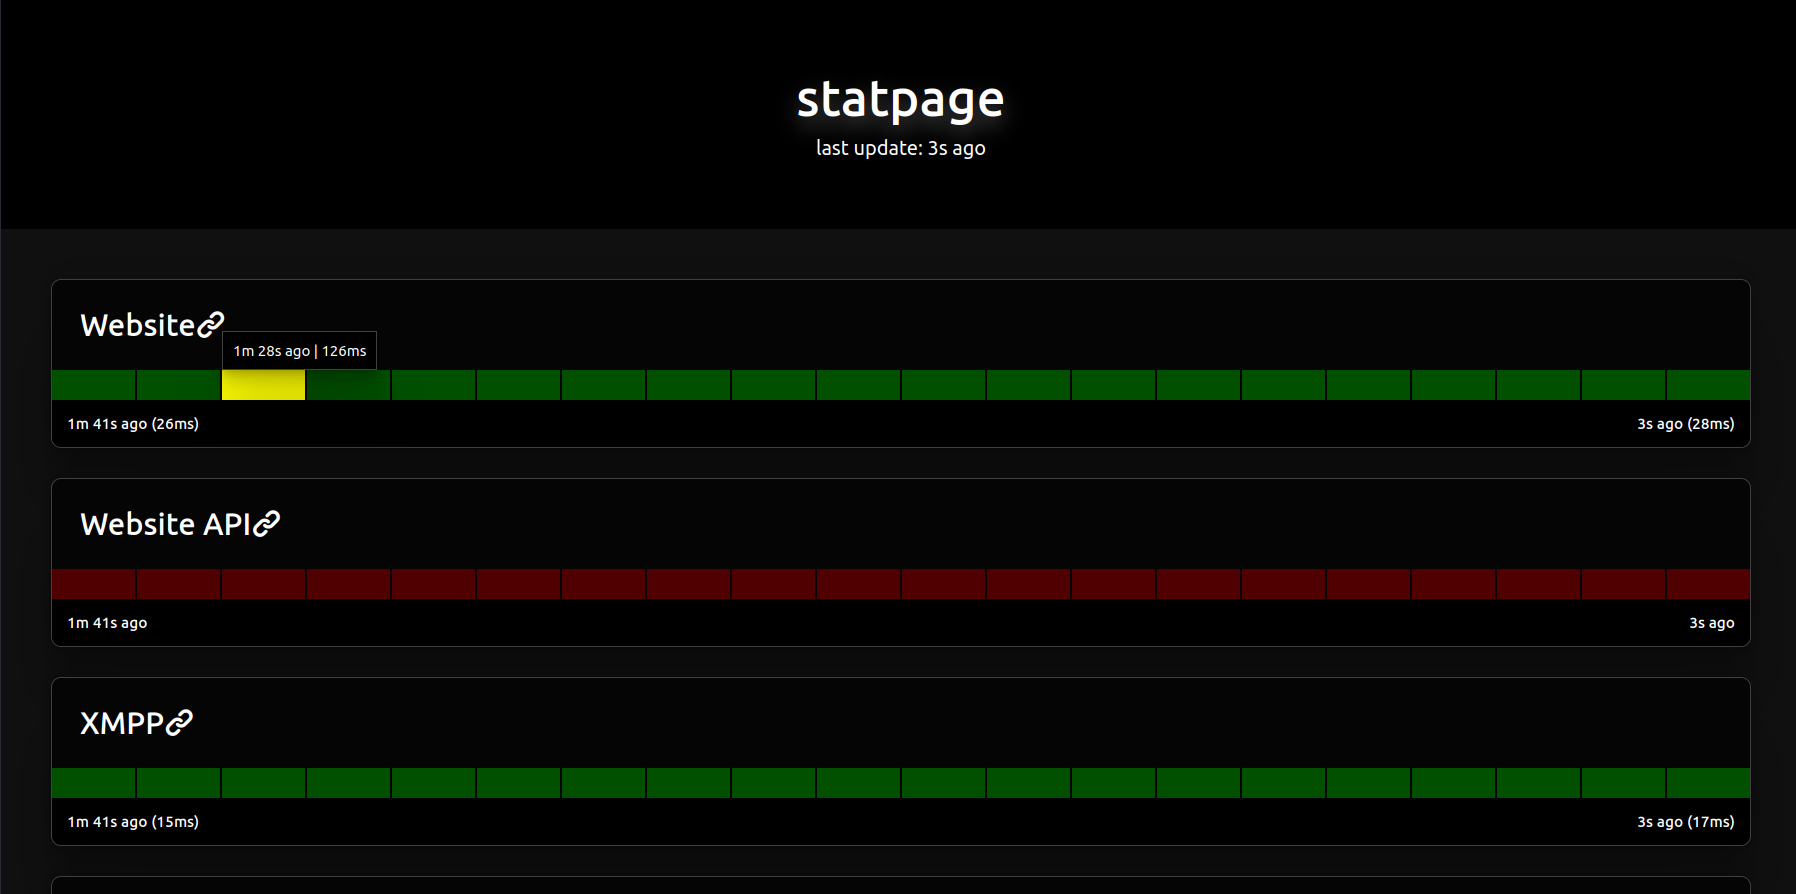 statpage
last update: 3s ago
Website
1m 28s ago | 126ms
1m 41s ago (26ms)
3s ago (28ms)
Website API
1m 41s ago
3s ago
XMPP
1m 41s ago (15ms)
3s ago (17ms)